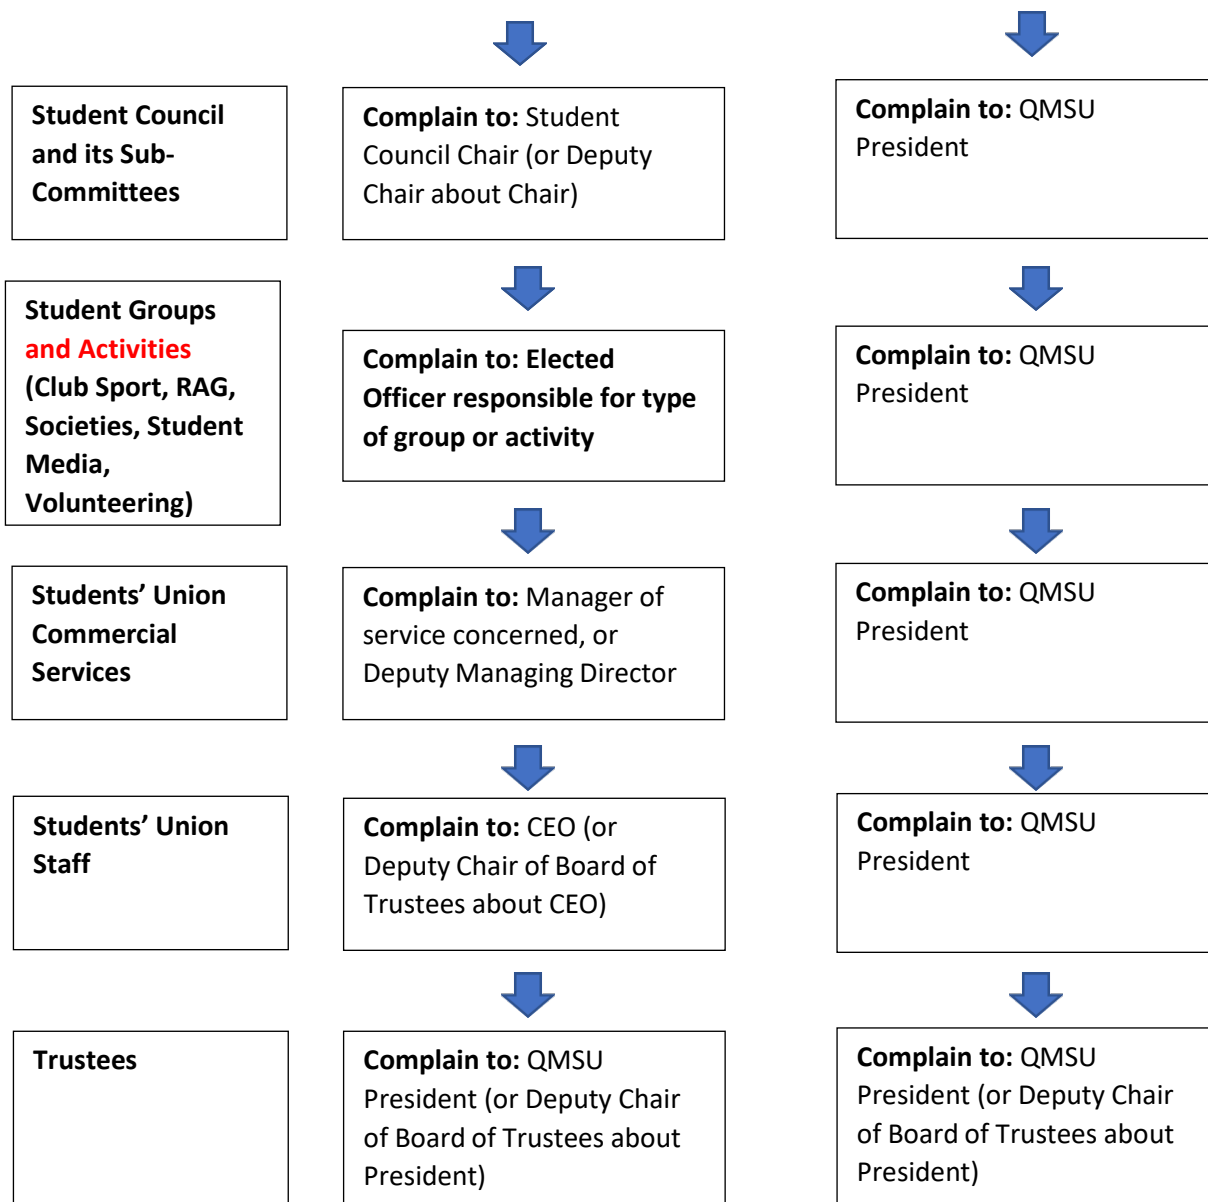 Student Council
and its Sub-
Committees
Complain to: Student
Council Chair (or Deputy
Chair about Chair)
Complain to: QMSU
President
Student Groups
and Activities
(Club Sport, RAG,
Societies, Student
Media,
Volunteering)
Complain to: Elected
Officer responsible for type
of group or activity
Complain to: QMSU
President
Students’ Union
Commercial
Services
Complain to: Manager of
service concerned, or
Deputy Managing Director
Complain to: QMSU
President
Students’ Union
Staff
Complain to: CEO (or
Deputy Chair of Board of
Trustees about CEO)
Complain to: QMSU
President
Trustees
Complain to: QMSU
President (or Deputy Chair
of Board of Trustees about
President)
Complain to: QMSU
President (or Deputy Chair
of Board of Trustees about
President)